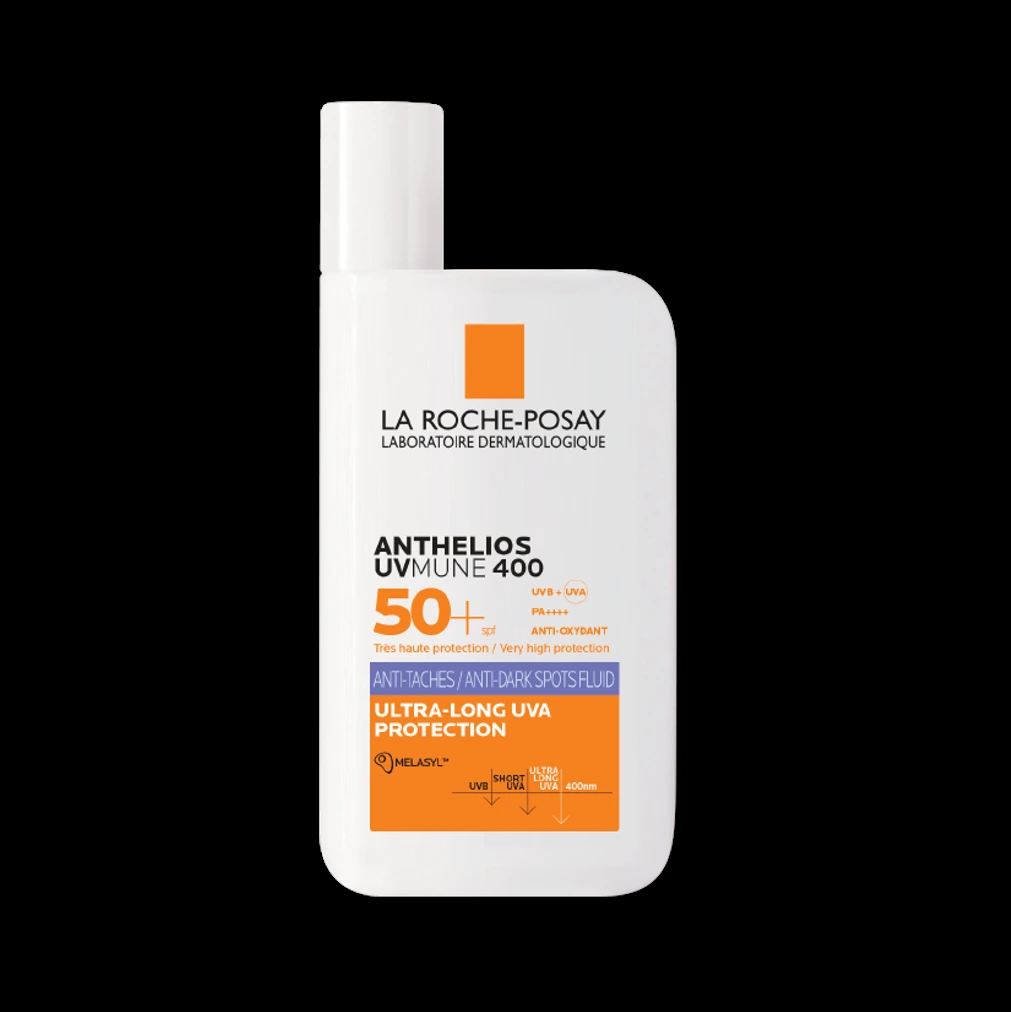 LA ROCHE-POSAY
LABORATOIRE DERMATOLOGIQUE
ANTHELIOS
UVMUNE 400
50+ spf
UVB + UVA
PA++++
ANTI-OXYDANT
Très haute protection / Very high protection
ANTI-TACHES / ANTI-DARK SPOTS FLUID
ULTRA-LONG UVA
PROTECTION
MELASYL™
UVB
SHORT
UVA
ULTRA
LONG
UVA
400nm